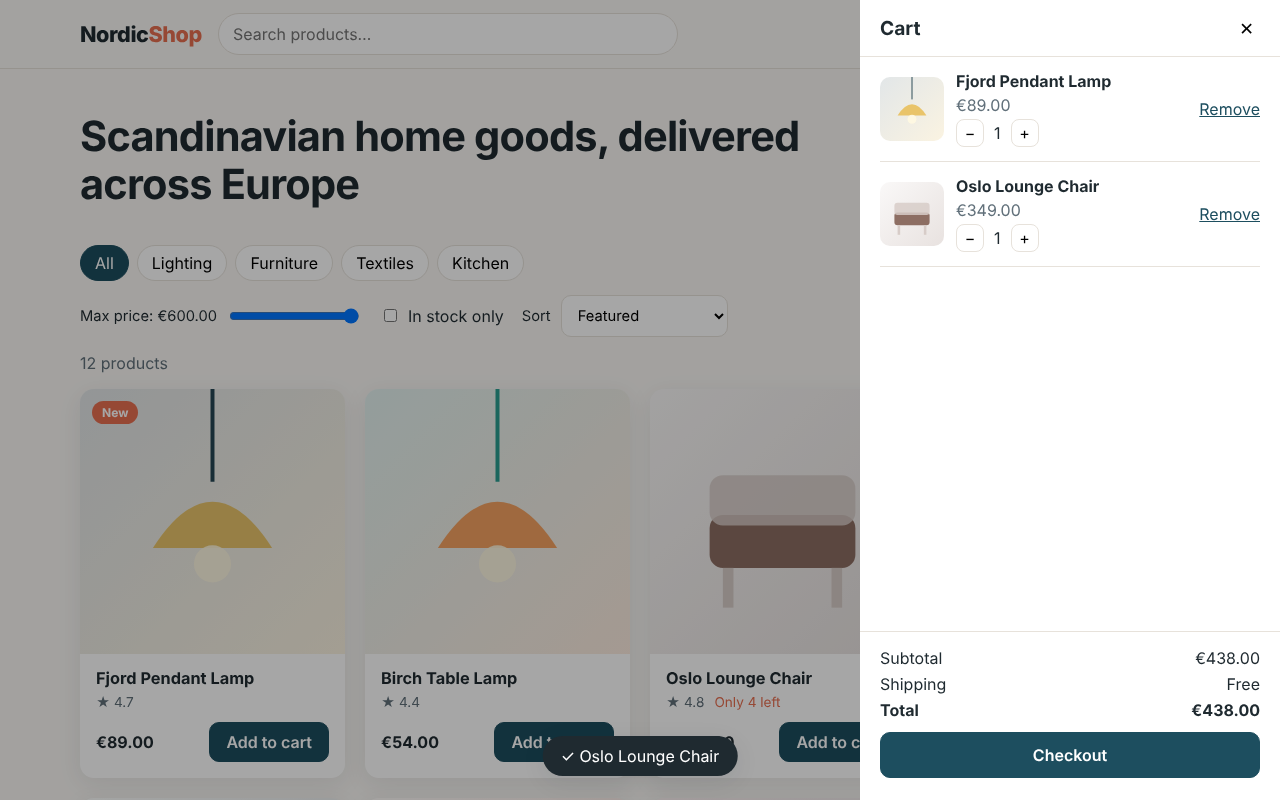 NordicShop
Search products...
Scandinavian home goods, delivered
across Europe
All
Lighting
Furniture
Textiles
Kitchen
Max price: €600.00
In stock only
Sort
Featured
12 products
New
Fjord Pendant Lamp
★ 4.7
€89.00
Add to cart
Birch Table Lamp
★ 4.4
€54.00
Oslo Lounge Chair
★ 4.8 Only 4 left
✓ Oslo Lounge Chair
Cart
✕
Fjord Pendant Lamp
€89.00
− 1 +
Remove
Oslo Lounge Chair
€349.00
− 1 +
Remove
Subtotal €438.00
Shipping Free
Total €438.00
Checkout